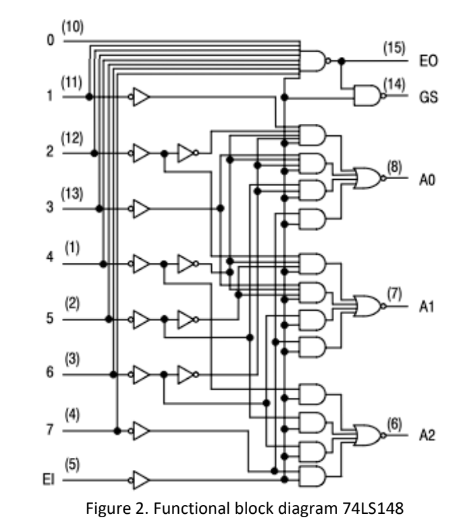 0 (10)
(15) EO
1 (11)
(14) GS
2 (12)
(8) A0
3 (13)
4 (1)
(7) A1
5 (2)
6 (3)
7 (4)
(6) A2
EI (5)
Figure 2. Functional block diagram 74LS148